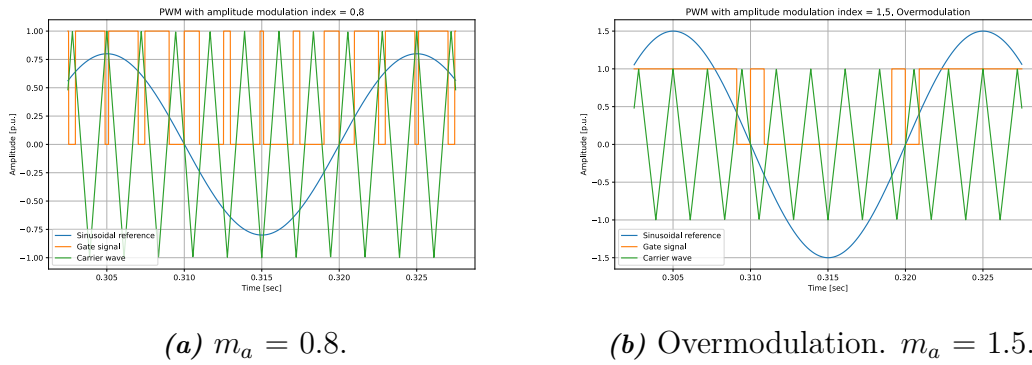 PWM with amplitude modulation index = 0,8
1.00
0.75
0.50
0.25
0.00
−0.25
−0.50
−0.75
−1.00
Amplitude [p.u.]
Sinusoidal reference
Gate signal
Carrier wave
0.305 0.310 0.315 0.320 0.325
Time [sec]
(a) mₐ = 0.8.
PWM with amplitude modulation index = 1,5, Overmodulation
1.5
1.0
0.5
0.0
−0.5
−1.0
−1.5
Amplitude [p.u.]
Sinusoidal reference
Gate signal
Carrier wave
0.305 0.310 0.315 0.320 0.325
Time [sec]
(b) Overmodulation. mₐ = 1.5.